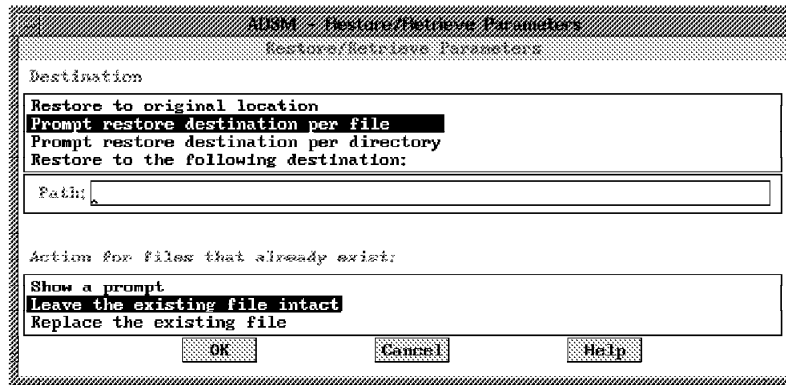 ADSM - Restore/Retrieve Parameters
Restore/Retrieve Parameters
Destination
Restore to original location
Prompt restore destination per file
Prompt restore destination per directory
Restore to the following destination:
Path:
Action for files that already exist:
Show a prompt
Leave the existing file intact
Replace the existing file
OK Cancel Help